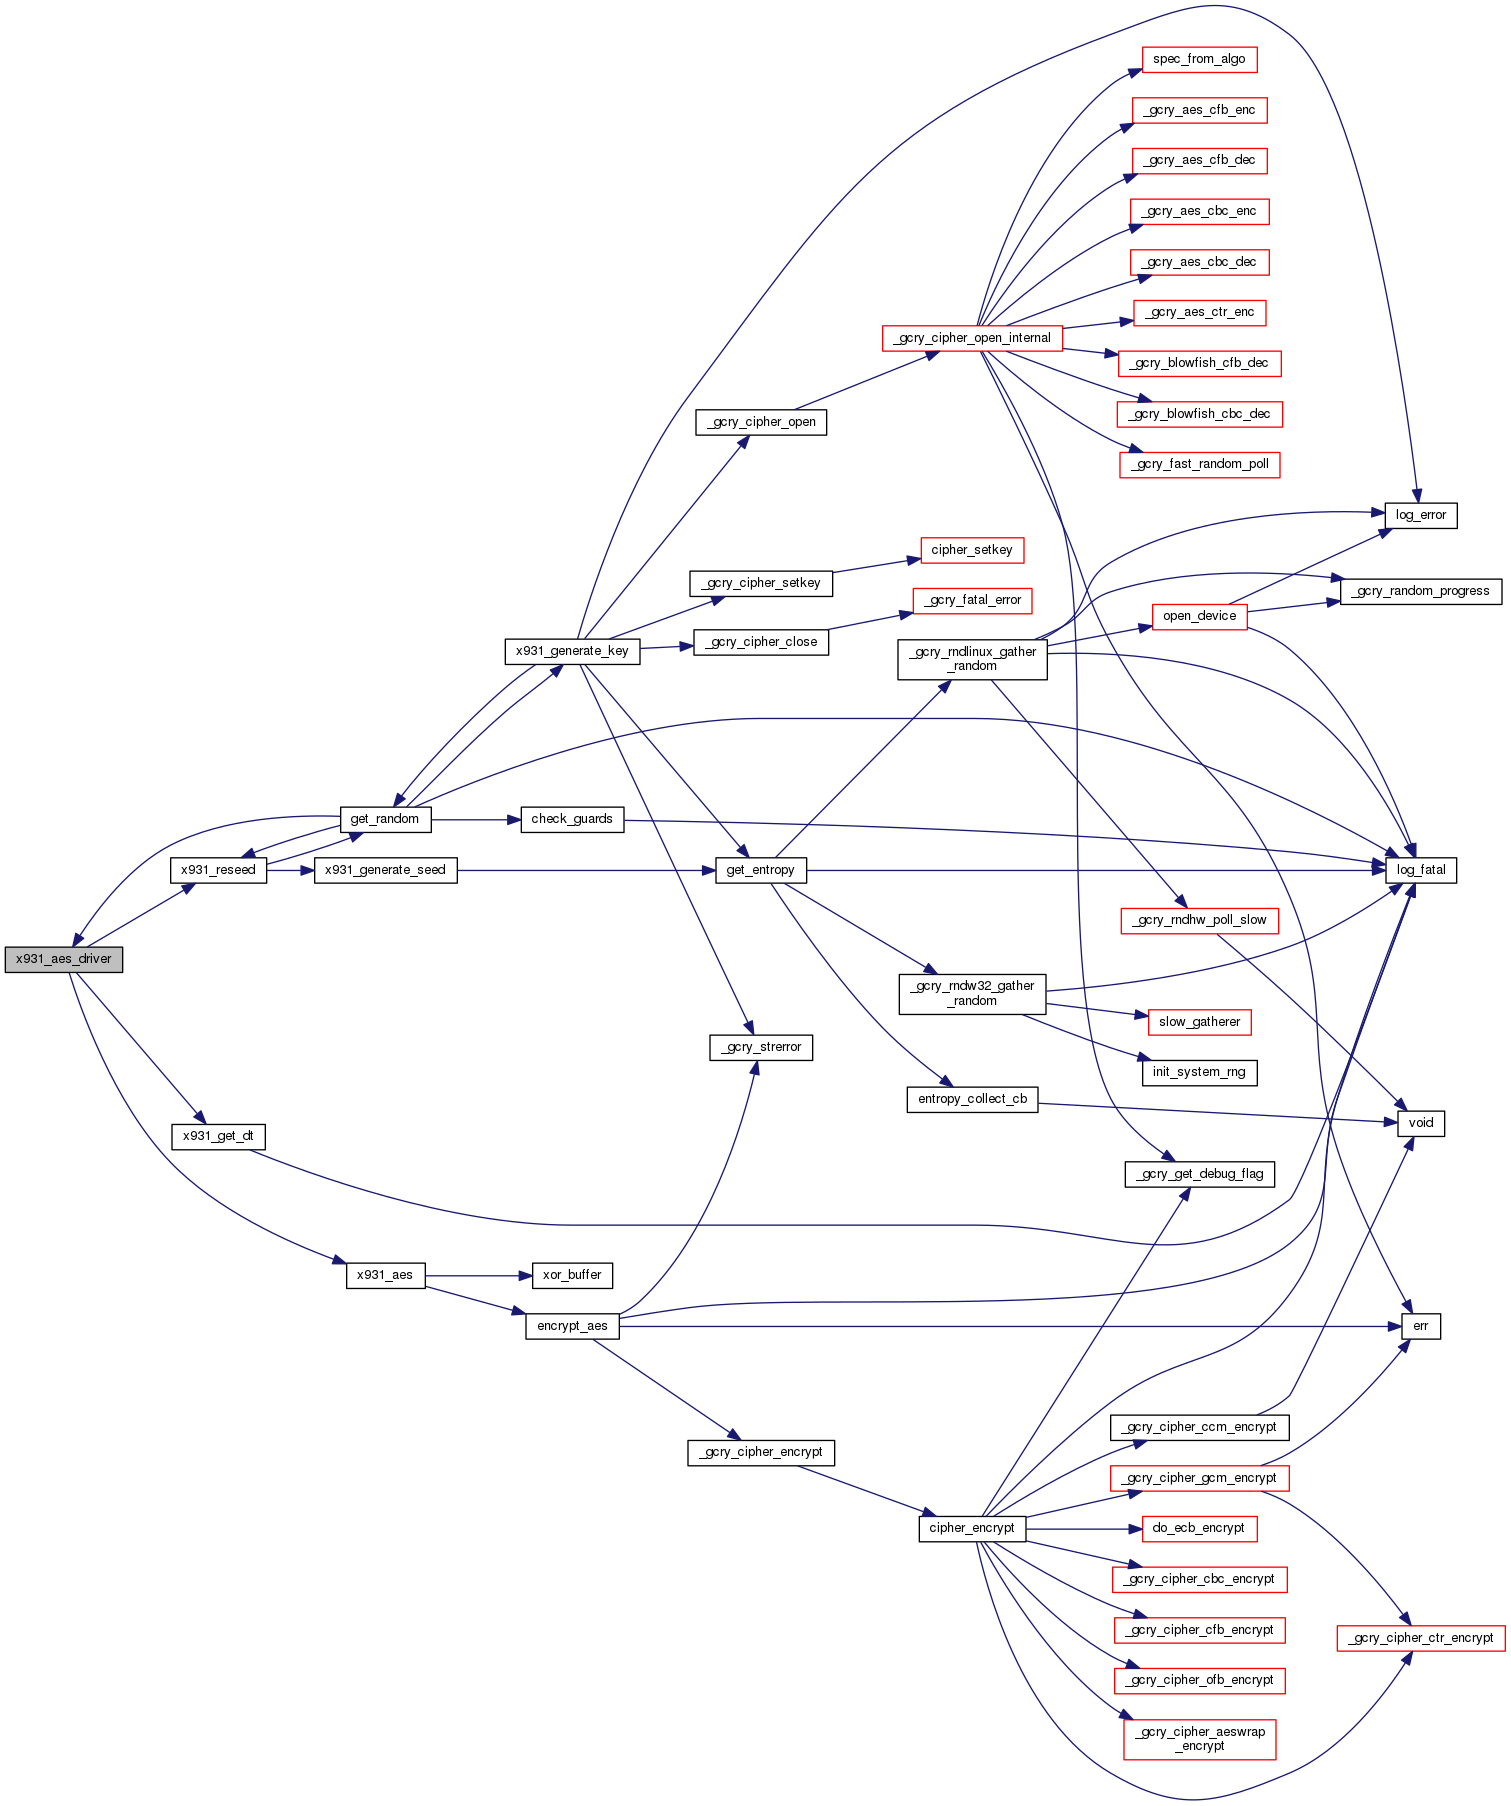 spec_from_algo
_gcry_aes_cfb_enc
_gcry_aes_cfb_dec
_gcry_aes_cbc_enc
_gcry_aes_cbc_dec
_gcry_aes_ctr_enc
_gcry_cipher_open_internal
_gcry_blowfish_cfb_dec
_gcry_blowfish_cbc_dec
_gcry_cipher_open
_gcry_fast_random_poll
log_error
cipher_setkey
_gcry_cipher_setkey
_gcry_random_progress
_gcry_fatal_error
open_device
_gcry_cipher_close
x931_generate_key
_gcry_rndlinux_gather
_random
get_random
check_guards
x931_reseed
x931_generate_seed
get_entropy
log_fatal
_gcry_rndhw_poll_slow
x931_aes_driver
_gcry_rndw32_gather
_random
slow_gatherer
_gcry_strerror
init_system_rng
entropy_collect_cb
void
x931_get_dt
_gcry_get_debug_flag
x931_aes
xor_buffer
encrypt_aes
err
_gcry_cipher_ccm_encrypt
_gcry_cipher_encrypt
_gcry_cipher_gcm_encrypt
cipher_encrypt
do_ecb_encrypt
_gcry_cipher_cbc_encrypt
_gcry_cipher_cfb_encrypt
_gcry_cipher_ctr_encrypt
_gcry_cipher_ofb_encrypt
_gcry_cipher_aeswrap
_encrypt